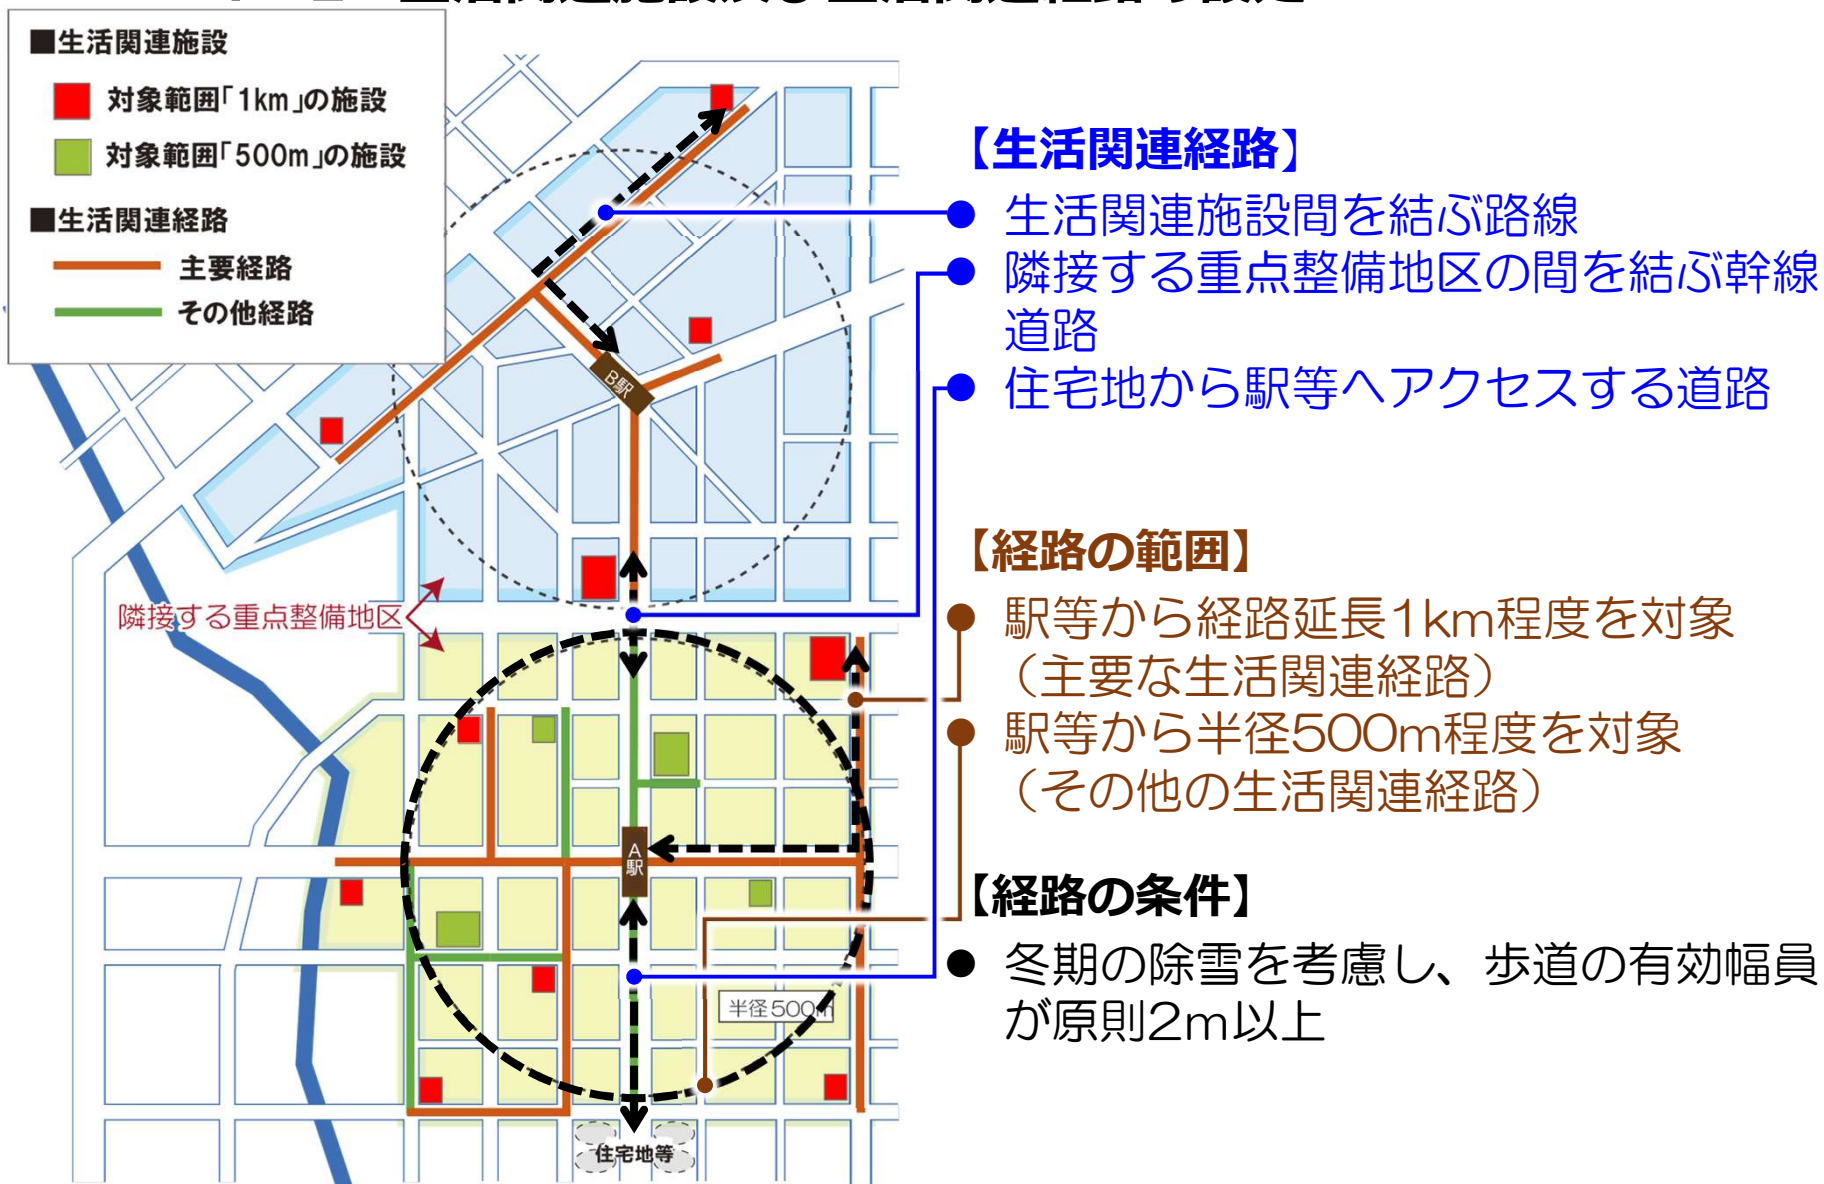 ■生活関連施設
対象範囲「1km」の施設
対象範囲「500m」の施設
■生活関連経路
主要経路
その他経路
【生活関連経路】
● 生活関連施設間を結ぶ路線
● 隣接する重点整備地区の間を結ぶ幹線
道路
● 住宅地から駅等へアクセスする道路
B駅
【経路の範囲】
隣接する重点整備地区
● 駅等から経路延長1km程度を対象
（主要な生活関連経路）
● 駅等から半径500m程度を対象
（その他の生活関連経路）
A駅
【経路の条件】
● 冬期の除雪を考慮し、歩道の有効幅員
が原則2m以上
半径500m
住宅地等